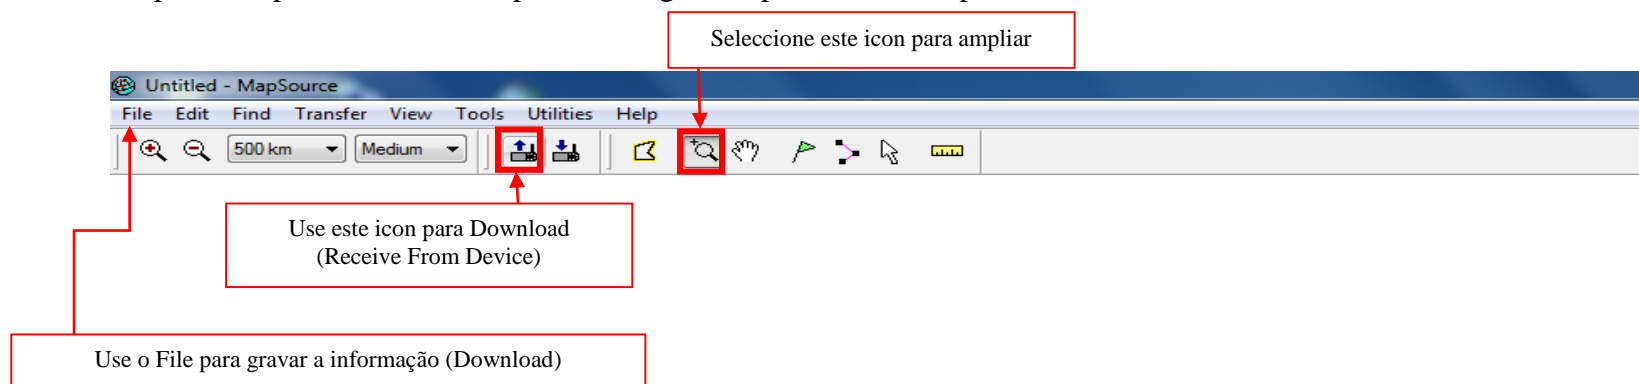 Seleccione este icon para ampliar
Untitled - MapSource
File Edit Find Transfer View Tools Utilities Help
500 km Medium
Use este icon para Download
(Receive From Device)
Use o File para gravar a informação (Download)